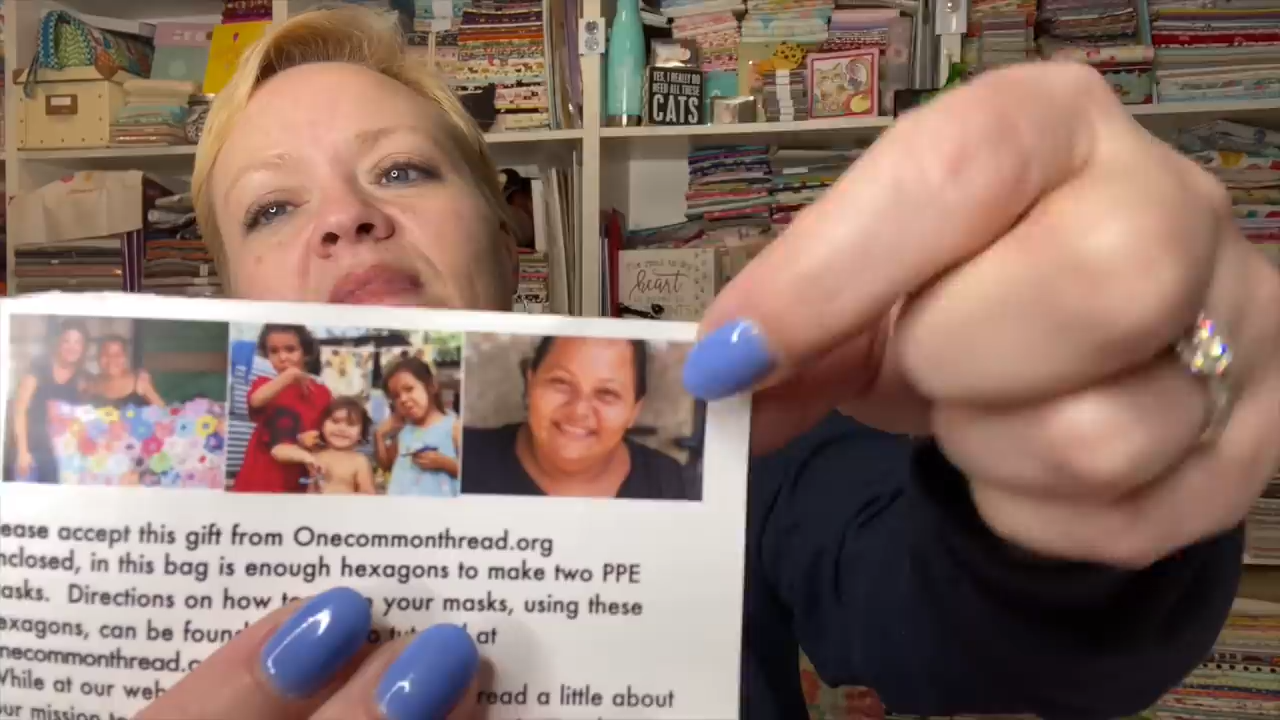 YES, I REALLY DO
NEED ALL THESE
CATS
heart
ease accept this gift from Onecommonthread.org
nclosed, in this bag is enough hexagons to make two PPE
asks. Directions on how your masks, using these
exagons, can be at
necommonthread.
While at our read a little about
ur mission